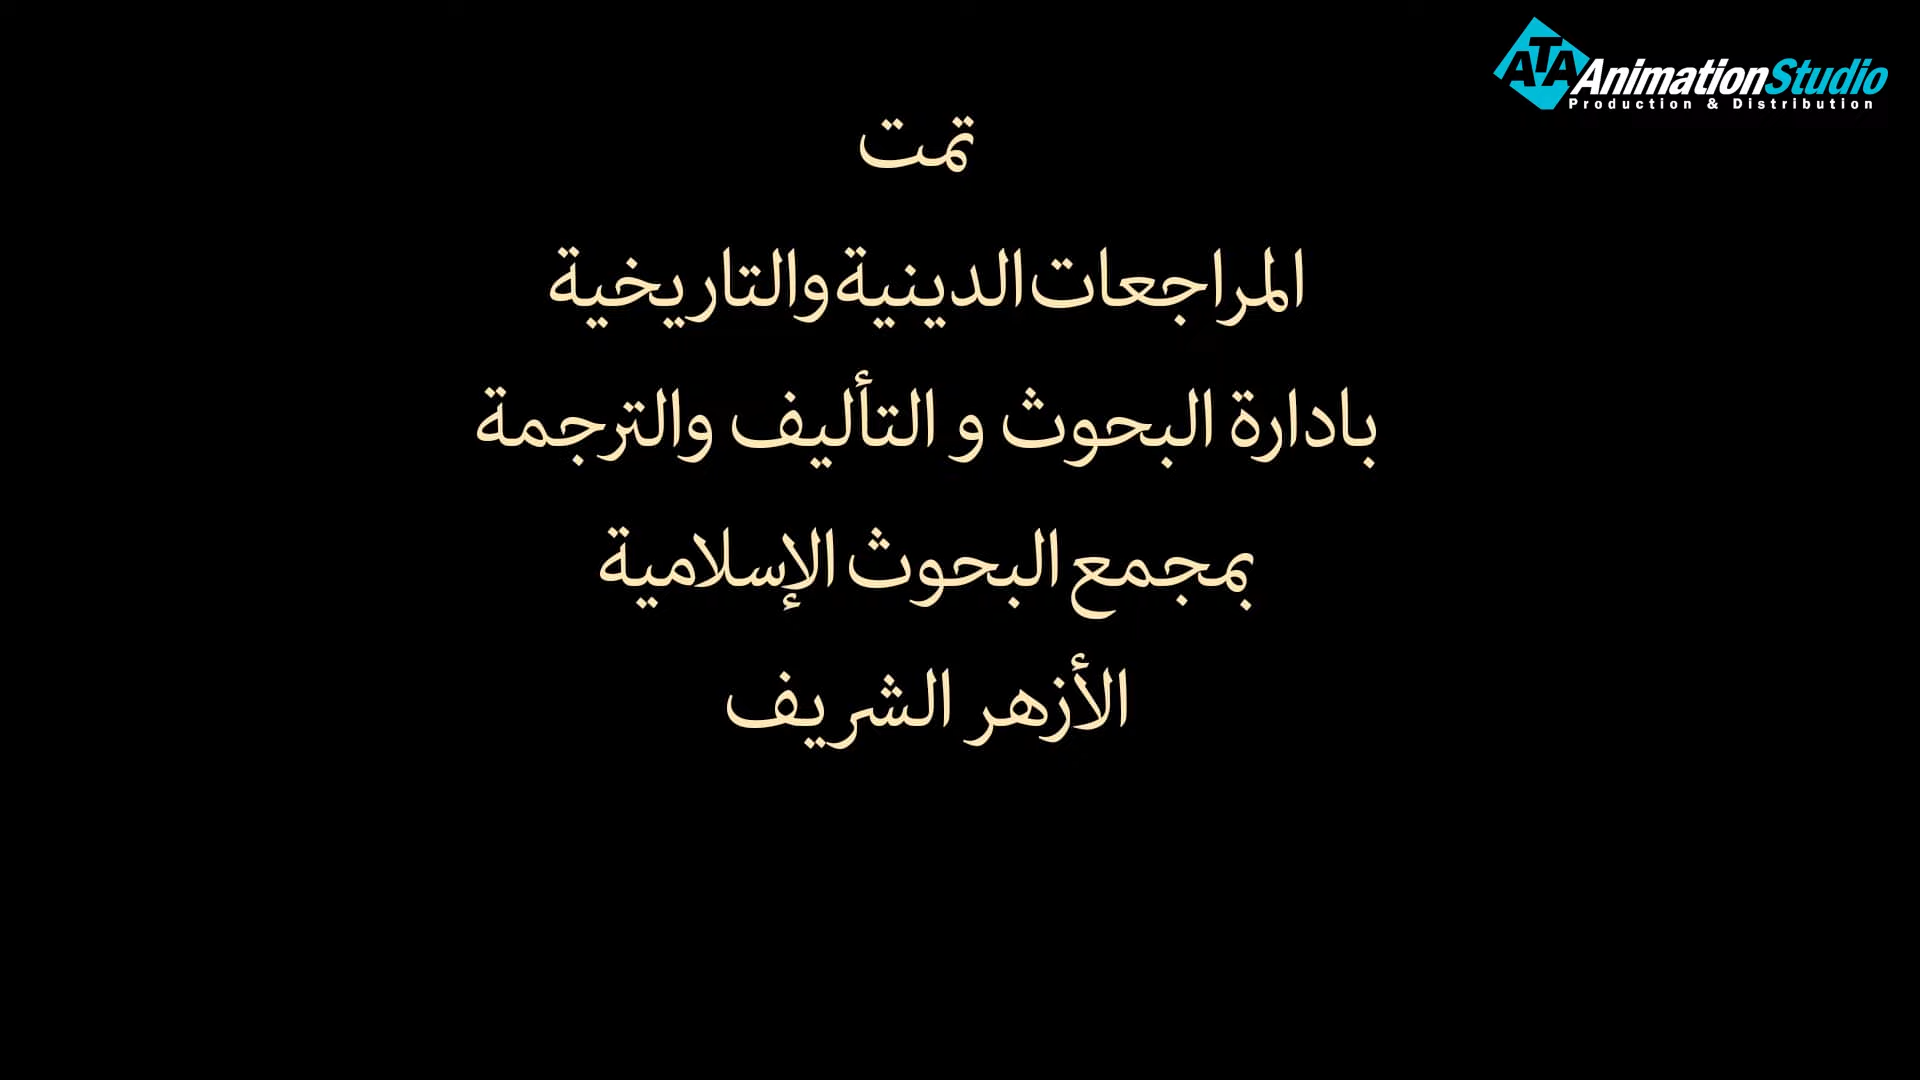 ATA AnimationStudio
Production & Distribution
تمت
المراجعات الدينية والتاريخية
بادارة البحوث و التأليف والترجمة
بمجمع البحوث الإسلامية
الأزهر الشريف